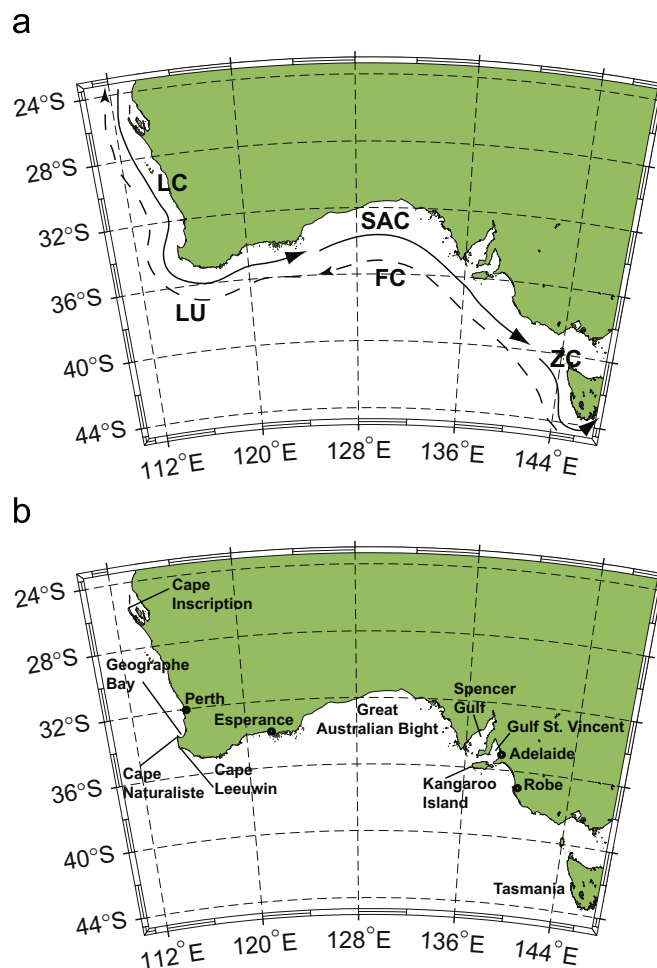 a
24°S
28°S
32°S
36°S
40°S
44°S
112°E
120°E
128°E
136°E
144°E
LC
SAC
FC
LU
ZC
b
24°S
28°S
32°S
36°S
40°S
44°S
112°E
120°E
128°E
136°E
144°E
Cape
Inscription
Geographe
Bay
Perth
Esperance
Great
Australian Bight
Spencer
Gulf
Gulf St. Vincent
Adelaide
Cape
Naturaliste
Cape
Leeuwin
Kangaroo
Island
Robe
Tasmania